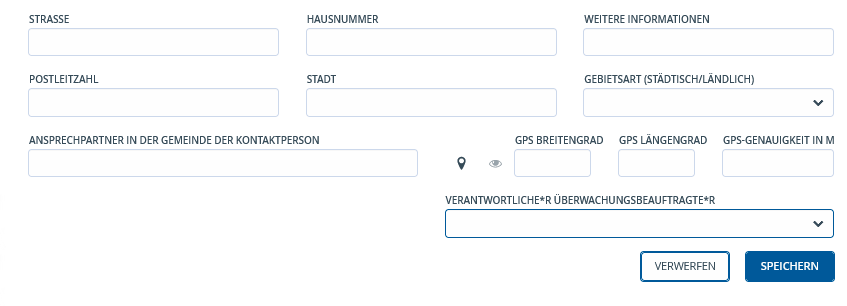 STRASSE HAUSNUMMER WEITERE INFORMATIONEN
POSTLEITZAHL STADT GEBIETSART (STÄDTISCH/LÄNDLICH)
ANSPRECHPARTNER IN DER GEMEINDE DER KONTAKTPERSON GPS BREITENGRAD GPS LÄNGENGRAD GPS-GENAUIGKEIT IN M
VERANTWORTLICHE*R ÜBERWACHUNGSBEAUFTRAGTE*R
VERWERFEN SPEICHERN